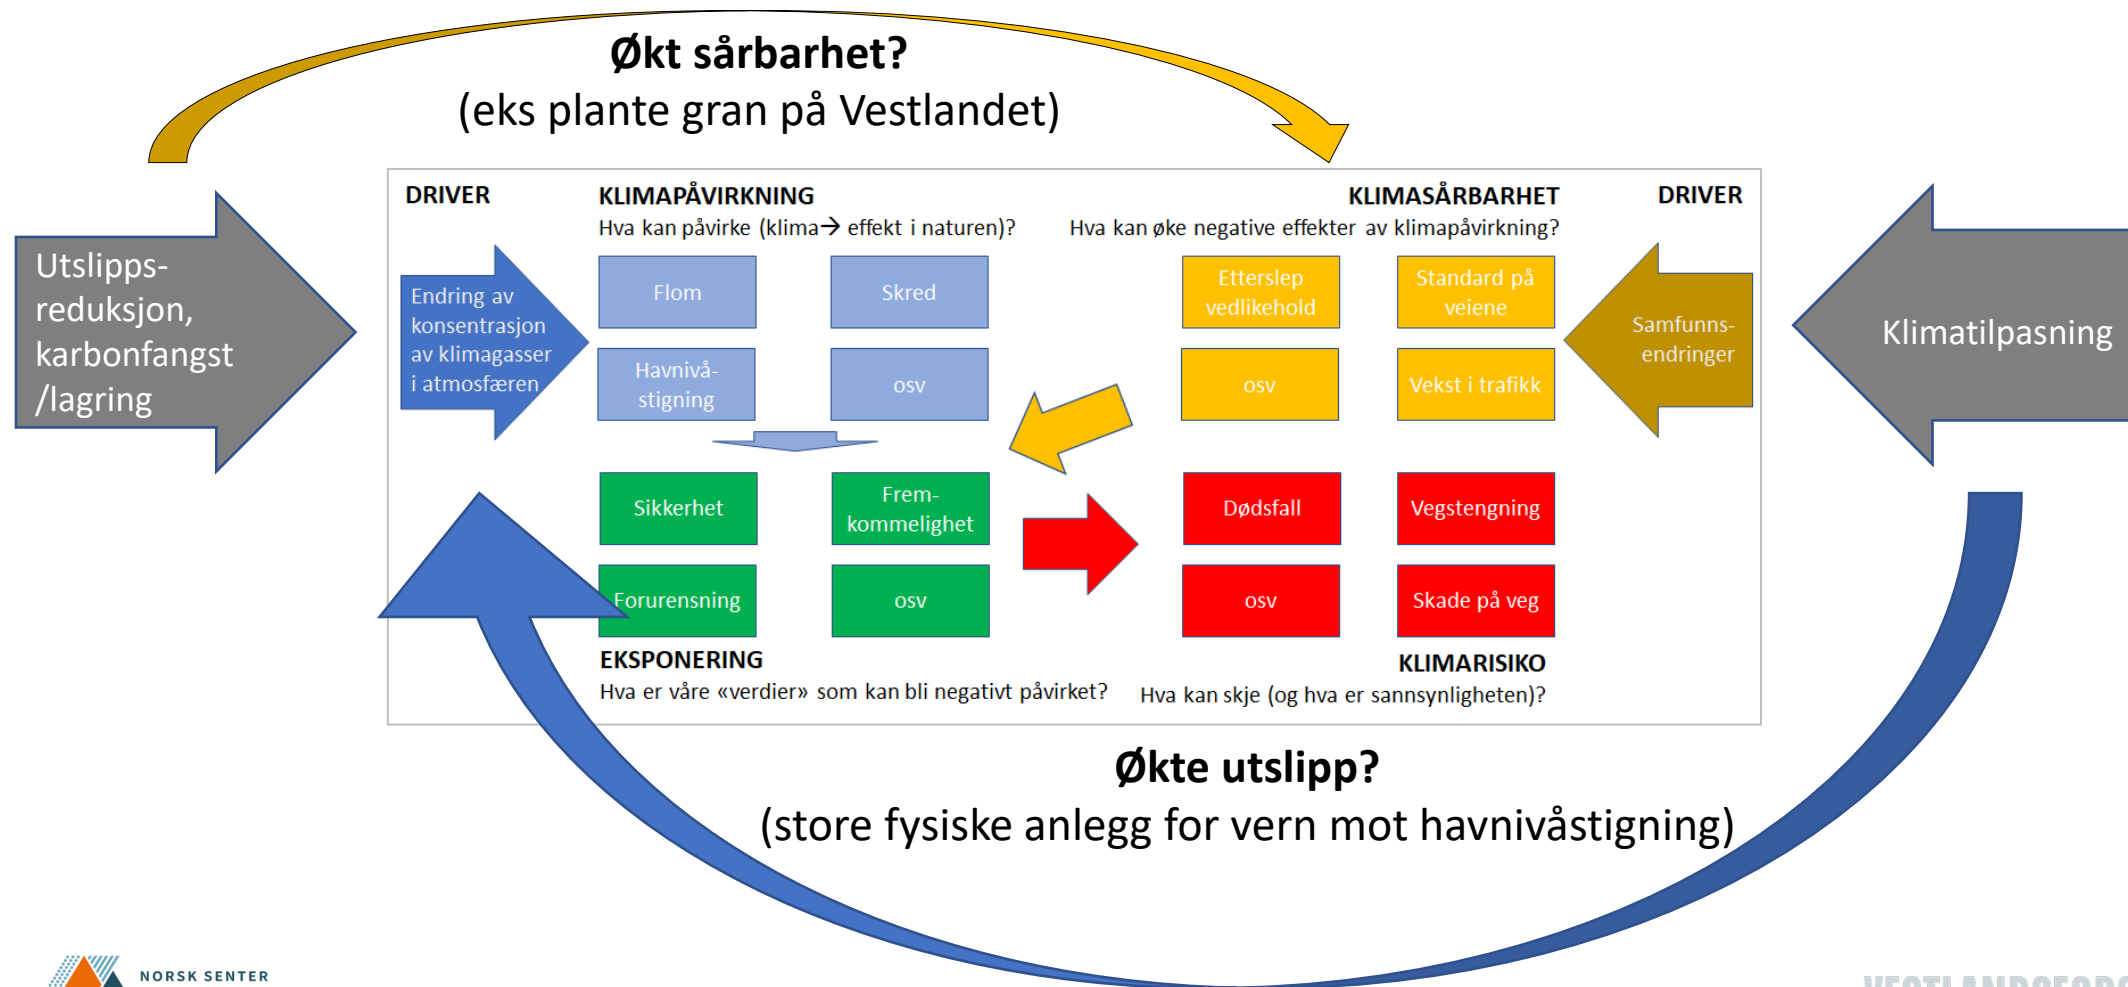 Økt sårbarhet?
(eks plante gran på Vestlandet)
Utslipps-
reduksjon,
karbonfangst
/lagring
DRIVER
Endring av
konsentrasjon
av klimagasser
i atmosfæren
KLIMAPÅVIRKNING
Hva kan påvirke (klima→ effekt i naturen)?
Flom
Skred
Havnivå-
stigning
osv
KLIMASÅRBARHET
Hva kan øke negative effekter av klimapåvirkning?
Etterslep
vedlikehold
Standard på
veiene
osv
Vekst i trafikk
DRIVER
Samfunns-
endringer
Klimatilpasning
Sikkerhet
Frem-
kommelighet
Forurensning
osv
EKSPONERING
Hva er våre «verdier» som kan bli negativt påvirket?
Dødsfall
Vegstengning
osv
Skade på veg
KLIMARISIKO
Hva kan skje (og hva er sannsynligheten)?
Økte utslipp?
(store fysiske anlegg for vern mot havnivåstigning)
NORSK SENTER